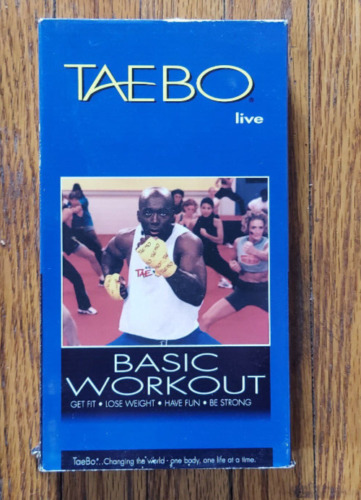 TAEBO®
live
TAE
BASIC
WORKOUT
GET FIT • LOSE WEIGHT • HAVE FUN • BE STRONG
TaeBo®...Changing the world - one body, one life at a time.